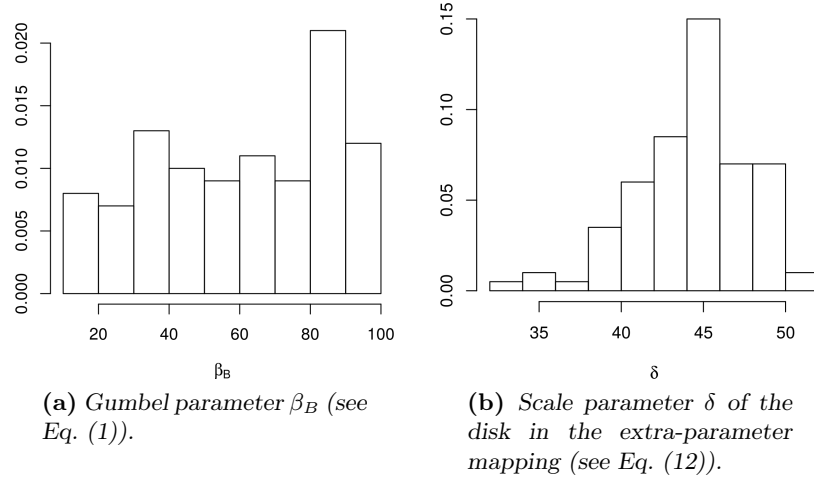 0.000 0.005 0.010 0.015 0.020
20 40 60 80 100
β_B
(a) Gumbel parameter β_B (see
Eq. (1)).
0.00 0.05 0.10 0.15
35 40 45 50
δ
(b) Scale parameter δ of the
disk in the extra-parameter
mapping (see Eq. (12)).